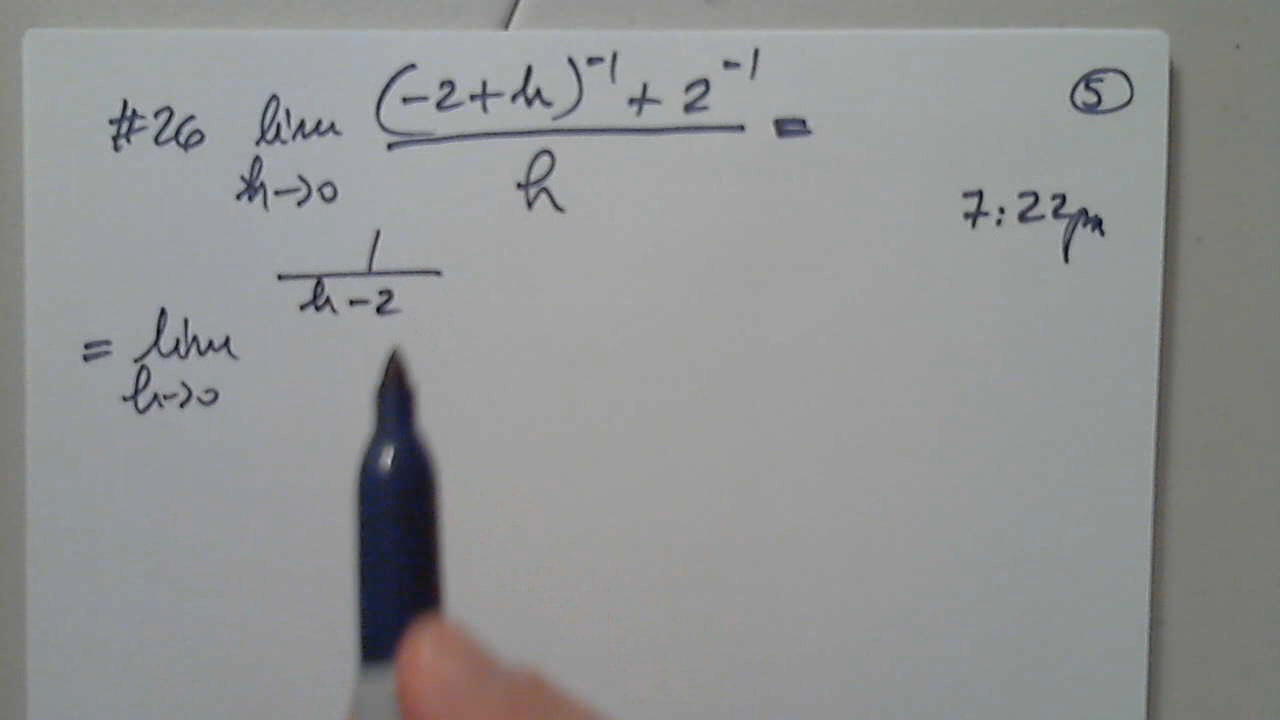 #26 lim (-2+h)^-1 + 2^-1 =
h→0 h
⑤
7:22pm
1
h-2
= lim
h→0